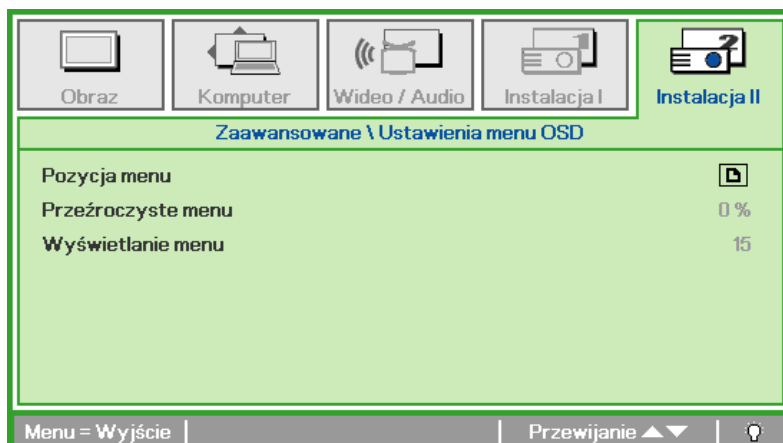 Obraz
Komputer
Wideo / Audio
Instalacja I
Instalacja II
Zaawansowane \ Ustawienia menu OSD
Pozycja menu
Przeźroczyste menu 0 %
Wyświetlanie menu 15
Menu = Wyjście Przewijanie